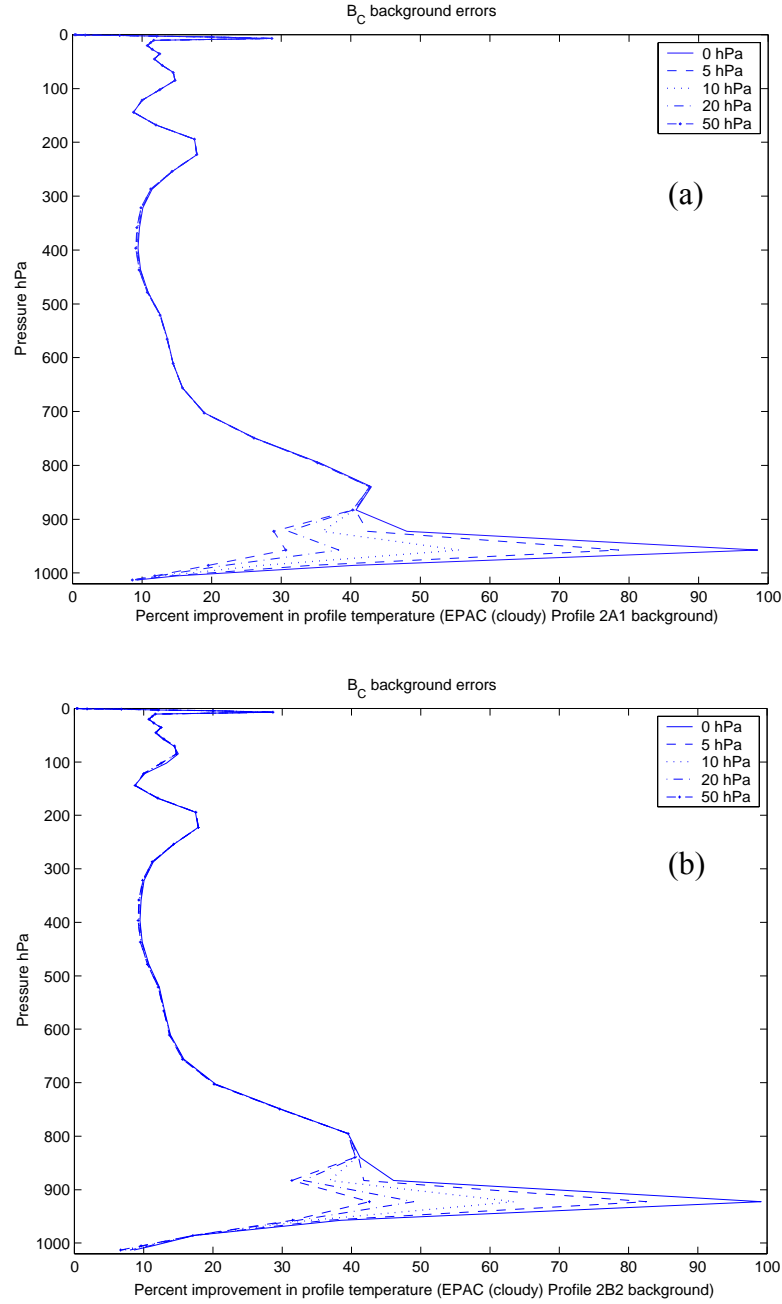 B_C background errors
0
100
200
300
400
500
600
700
800
900
1000
Pressure hPa
0 hPa
5 hPa
10 hPa
20 hPa
50 hPa
(a)
0 10 20 30 40 50 60 70 80 90 100
Percent improvement in profile temperature (EPAC (cloudy) Profile 2A1 background)
B_C background errors
0
100
200
300
400
500
600
700
800
900
1000
Pressure hPa
0 hPa
5 hPa
10 hPa
20 hPa
50 hPa
(b)
0 10 20 30 40 50 60 70 80 90 100
Percent improvement in profile temperature (EPAC (cloudy) Profile 2B2 background)